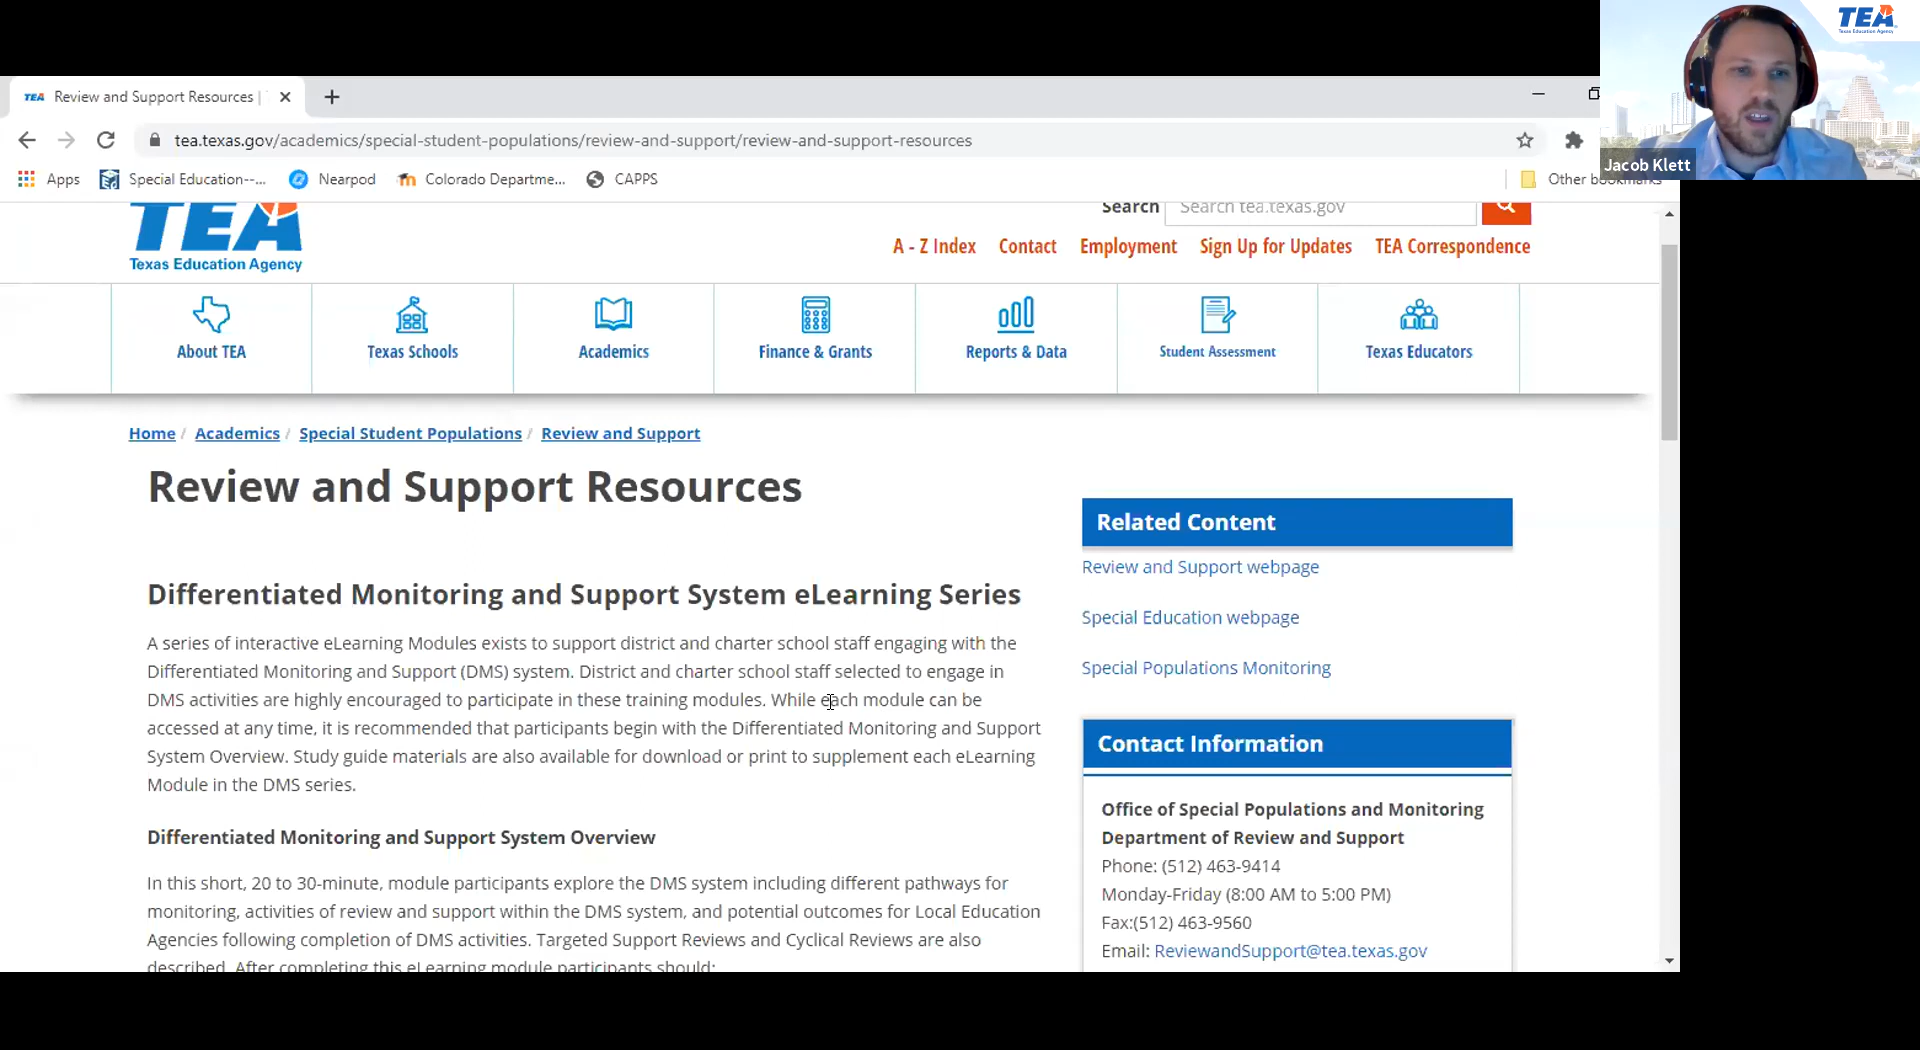 TEA
Texas Education Agency
Jacob Klett
TEA Review and Support Resources |
tea.texas.gov/academics/special-student-populations/review-and-support/review-and-support-resources
Apps Special Education--... Nearpod Colorado Departme... CAPPS Other bookmarks
TEA
Texas Education Agency
Search Search tea.texas.gov
A - Z Index Contact Employment Sign Up for Updates TEA Correspondence
About TEA Texas Schools Academics Finance & Grants Reports & Data Student Assessment Texas Educators
Home / Academics / Special Student Populations / Review and Support
Review and Support Resources
Differentiated Monitoring and Support System eLearning Series
A series of interactive eLearning Modules exists to support district and charter school staff engaging with the
Differentiated Monitoring and Support (DMS) system. District and charter school staff selected to engage in
DMS activities are highly encouraged to participate in these training modules. While each module can be
accessed at any time, it is recommended that participants begin with the Differentiated Monitoring and Support
System Overview. Study guide materials are also available for download or print to supplement each eLearning
Module in the DMS series.
Differentiated Monitoring and Support System Overview
In this short, 20 to 30-minute, module participants explore the DMS system including different pathways for
monitoring, activities of review and support within the DMS system, and potential outcomes for Local Education
Agencies following completion of DMS activities. Targeted Support Reviews and Cyclical Reviews are also
described. After completing this eLearning module participants should:
Related Content
Review and Support webpage
Special Education webpage
Special Populations Monitoring
Contact Information
Office of Special Populations and Monitoring
Department of Review and Support
Phone: (512) 463-9414
Monday-Friday (8:00 AM to 5:00 PM)
Fax:(512) 463-9560
Email: ReviewandSupport@tea.texas.gov